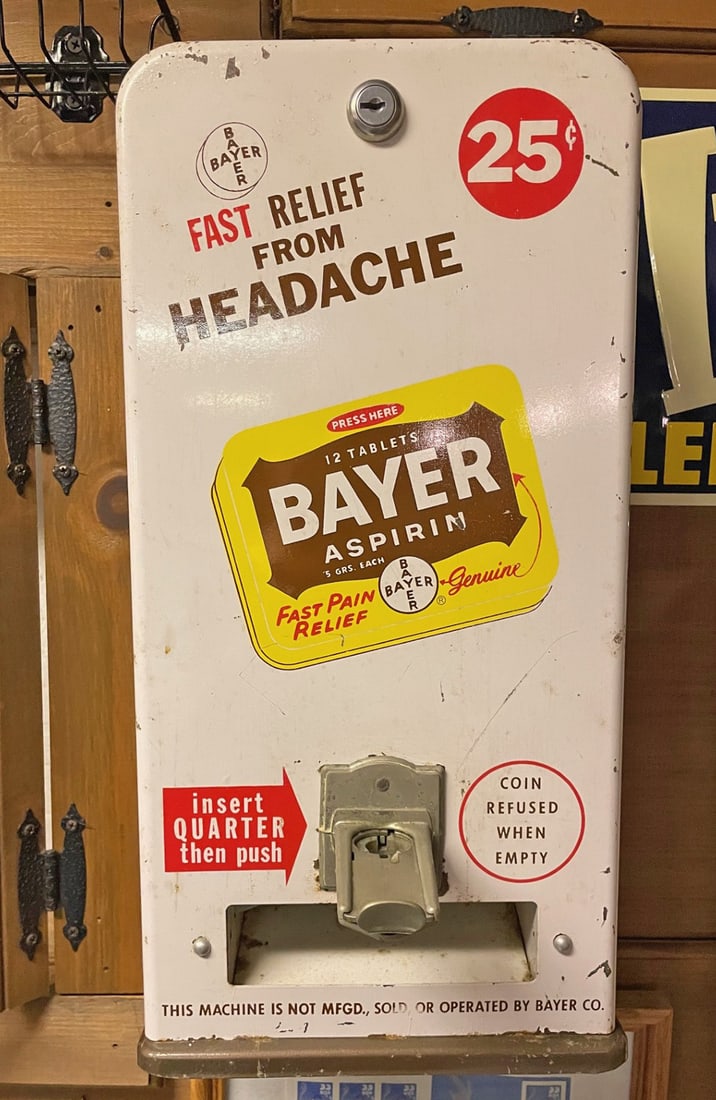 BAYER
BAYER
25¢
FAST RELIEF
FROM
HEADACHE
PRESS HERE
12 TABLETS
BAYER
ASPIRIN
5 GRS. EACH
BAYER
BAYER
®
Genuine
FAST PAIN
RELIEF
insert
QUARTER
then push
COIN
REFUSED
WHEN
EMPTY
THIS MACHINE IS NOT MFGD., SOLD, OR OPERATED BY BAYER CO.